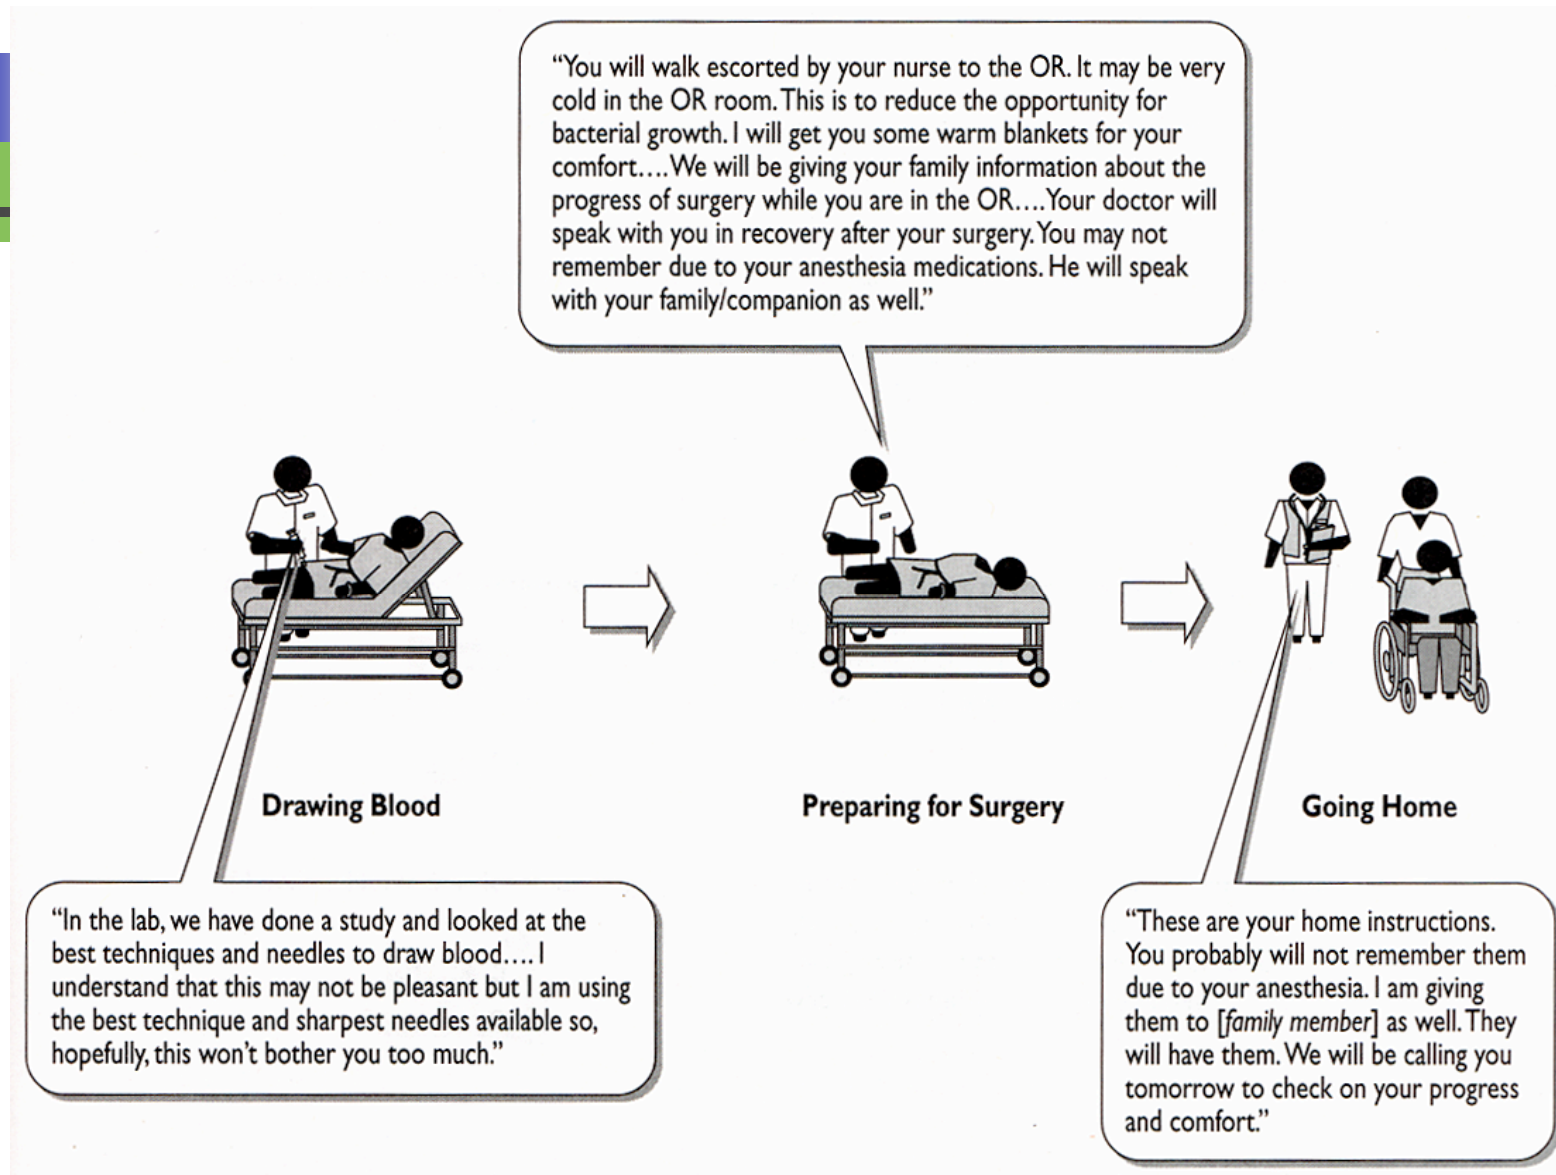 “You will walk escorted by your nurse to the OR. It may be very
cold in the OR room. This is to reduce the opportunity for
bacterial growth. I will get you some warm blankets for your
comfort.…We will be giving your family information about the
progress of surgery while you are in the OR.…Your doctor will
speak with you in recovery after your surgery. You may not
remember due to your anesthesia medications. He will speak
with your family/companion as well.”
Drawing Blood
Preparing for Surgery
Going Home
“In the lab, we have done a study and looked at the
best techniques and needles to draw blood.… I
understand that this may not be pleasant but I am using
the best technique and sharpest needles available so,
hopefully, this won’t bother you too much.”
“These are your home instructions.
You probably will not remember them
due to your anesthesia. I am giving
them to [family member] as well. They
will have them. We will be calling you
tomorrow to check on your progress
and comfort.”